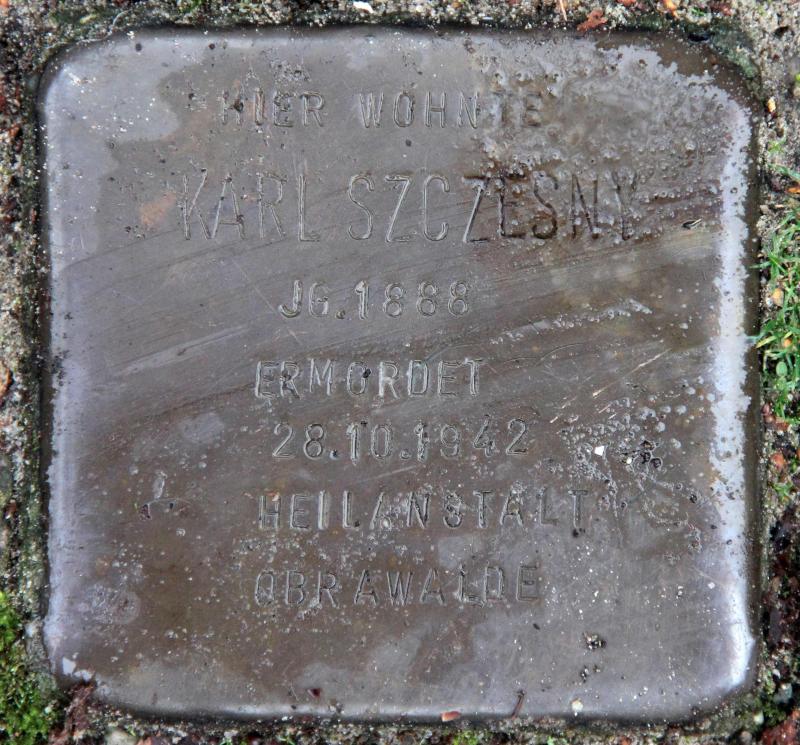 HIER WOHNTE
KARL SZCZESNY
JG.1888
ERMORDET
28.10.1942
HEILANSTALT
OBRAWALDE